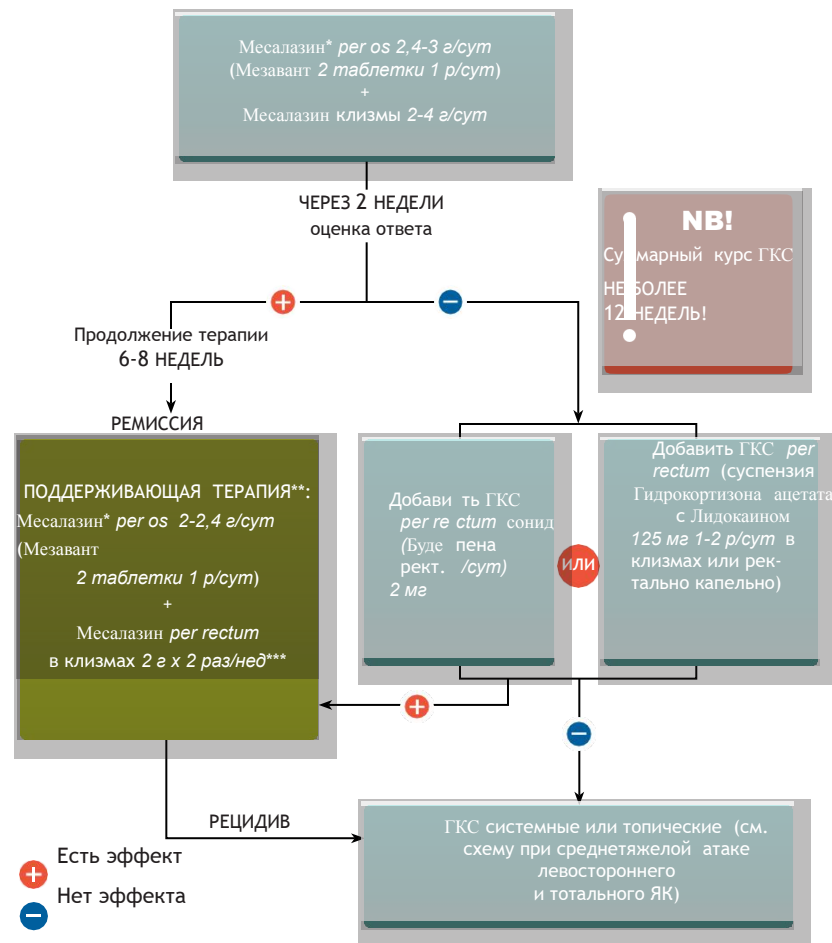 Месалазин* per os 2,4-3 г/сут
(Мезавант 2 таблетки 1 р/сут)
+
Месалазин клизмы 2-4 г/сут
ЧЕРЕЗ 2 НЕДЕЛИ
оценка ответа
NB!
Суммарный курс ГКС
НЕ БОЛЕЕ
12 НЕДЕЛЬ!
Продолжение терапии
6-8 НЕДЕЛЬ
РЕМИССИЯ
ПОДДЕРЖИВАЮЩАЯ ТЕРАПИЯ**:
Месалазин* per os 2-2,4 г/сут
(Мезавант
2 таблетки 1 р/сут)
+
Месалазин per rectum
в клизмах 2 г х 2 раз/нед***
Добави ть ГКС
per re ctum сонид
(Буде пена
рект. /сут)
2 мг
ИЛИ
Добавить ГКС per
rectum (суспензия
Гидрокортизона ацетата
с Лидокаином
125 мг 1-2 р/сут в
клизмах или рек-
тально капельно)
РЕЦИДИВ
ГКС системные или топические (см.
схему при среднетяжелой атаке
левостороннего
и тотального ЯК)
Есть эффект
Нет эффекта